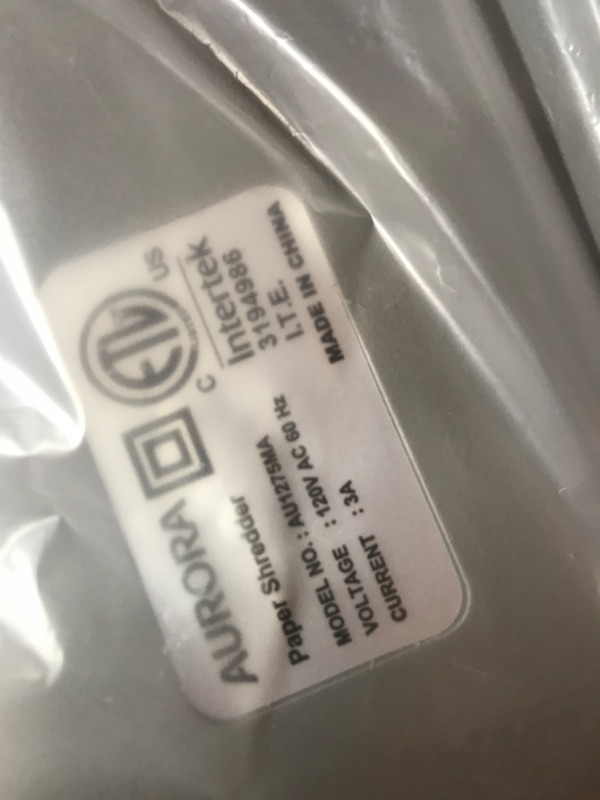 AURORA
Paper Shredder
MODEL NO.: AU1275MA
VOLTAGE : 120V AC 60 Hz
CURRENT : 3A
ETL
C US
Intertek
3194986
I.T.E.
MADE IN CHINA